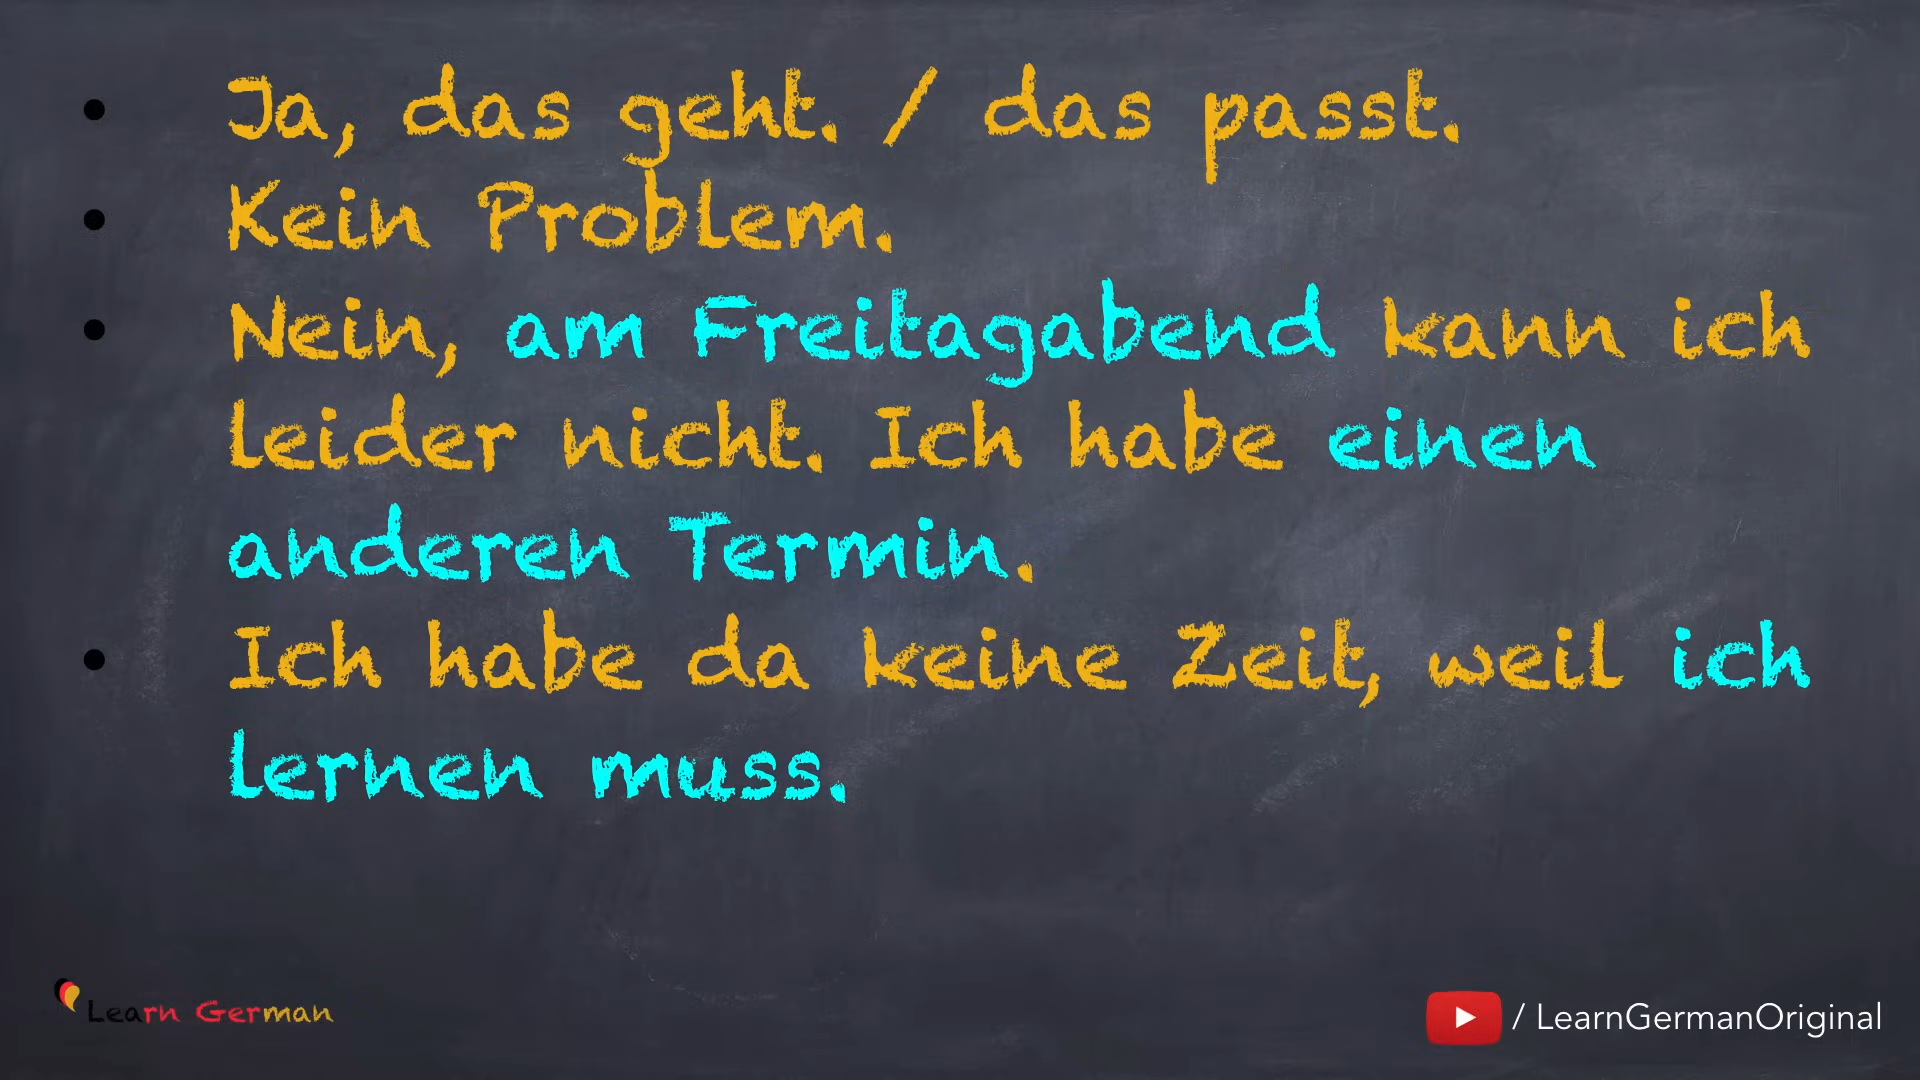 • Ja, das geht. / das passt.
• Kein Problem.
• Nein, am Freitagabend kann ich
leider nicht. Ich habe einen
anderen Termin.
• Ich habe da keine Zeit, weil ich
lernen muss.
Learn German
/ LearnGermanOriginal